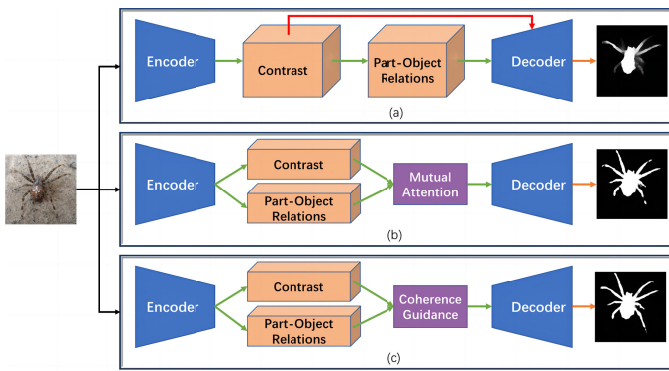 Encoder
Contrast
Part-Object
Relations
Decoder
(a)
Encoder
Contrast
Part-Object
Relations
Mutual
Attention
Decoder
(b)
Encoder
Contrast
Part-Object
Relations
Coherence
Guidance
Decoder
(c)